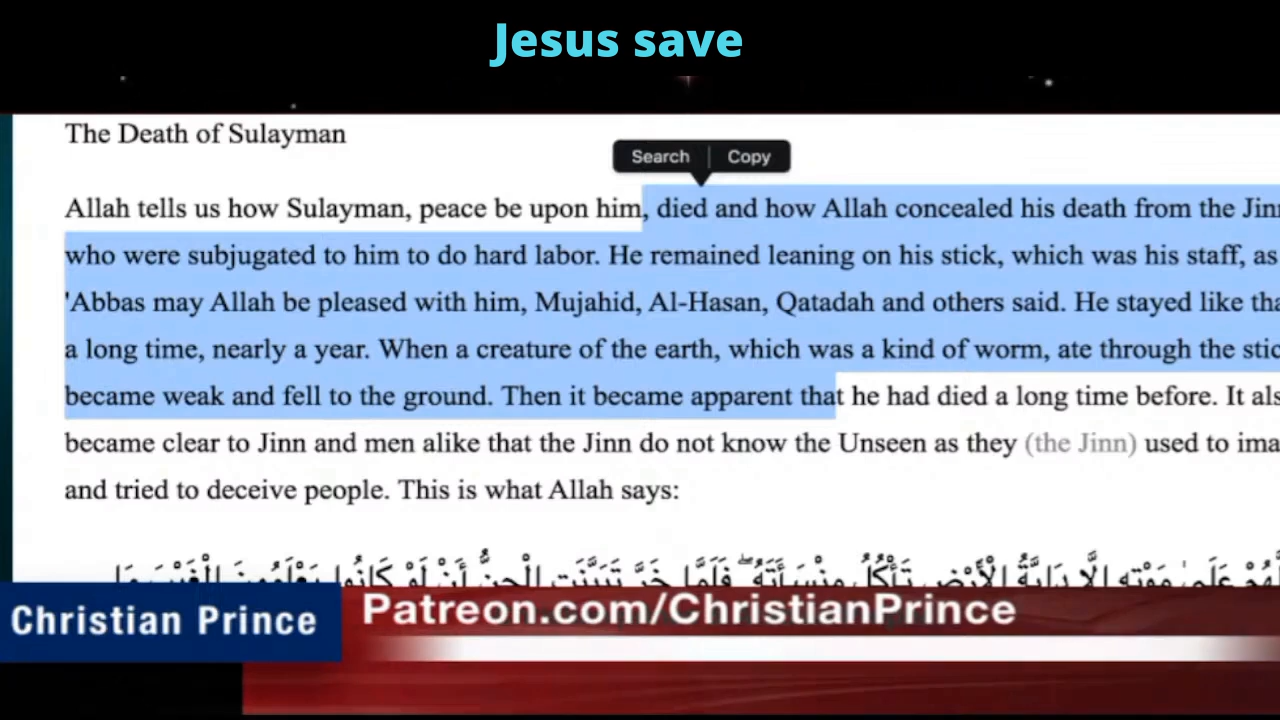 Jesus save
The Death of Sulayman
Search Copy
Allah tells us how Sulayman, peace be upon him, died and how Allah concealed his death from the
who were subjugated to him to do hard labor. He remained leaning on his stick, which was his staff, as
'Abbas may Allah be pleased with him, Mujahid, Al-Hasan, Qatadah and others said. He stayed like
a long time, nearly a year. When a creature of the earth, which was a kind of worm, ate through the
became weak and fell to the ground. Then it became apparent that he had died a long time before. It
became clear to Jinn and men alike that the Jinn do not know the Unseen as they (the Jinn) used to
and tried to deceive people. This is what Allah says:
عَلَىٰ مَوْتِهِ إِلَّا دَابَّةُ الْأَرْضِ تَأْكُلُ مِنْسَأَتَهُ ۖ فَلَمَّا خَرَّ تَبَيَّنَتِ الْجِنُّ أَنْ لَوْ كَانُوا يَعْلَمُونَ الْغَيْبَ مَا
Christian Prince
Patreon.com/ChristianPrince